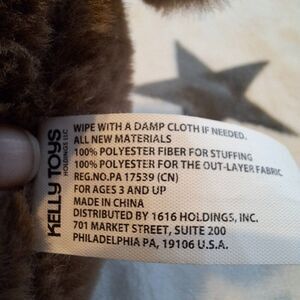 KELLY TOYS
HOLDINGS LLC
WIPE WITH A DAMP CLOTH IF NEEDED.
ALL NEW MATERIALS
100% POLYESTER FIBER FOR STUFFING
100% POLYESTER FOR THE OUT-LAYER FABRIC
REG.NO.PA 17539 (CN)
FOR AGES 3 AND UP
MADE IN CHINA
DISTRIBUTED BY 1616 HOLDINGS, INC.
701 MARKET STREET, SUITE 200
PHILADELPHIA PA, 19106 U.S.A.